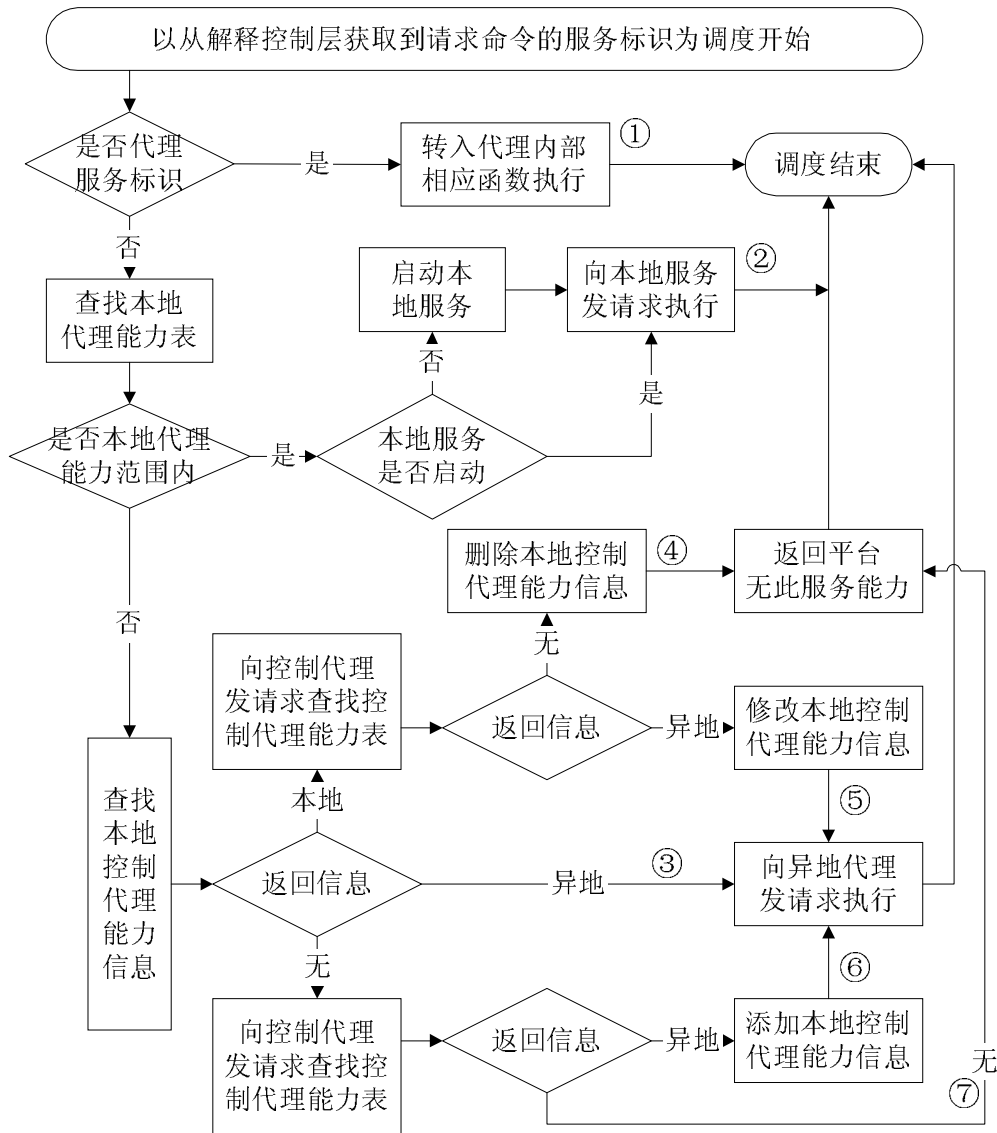 以从解释控制层获取到请求命令的服务标识为调度开始
是否代理
服务标识
是
转入代理内部
相应函数执行
①
调度结束
否
查找本地
代理能力表
启动本
地服务
向本地服务
发请求执行
②
否
是
是否本地代理
能力范围内
是
本地服务
是否启动
否
删除本地控制
代理能力信息
④
返回平台
无此服务能力
无
向控制代理
发请求查找控
制代理能力表
返回信息
异地
修改本地控制
代理能力信息
本地
⑤
查找
本地
控制
代理
能力
信息
返回信息
异地
③
向异地代理
发请求执行
无
⑥
向控制代理
发请求查找控
制代理能力表
返回信息
异地
添加本地控制
代理能力信息
无
⑦